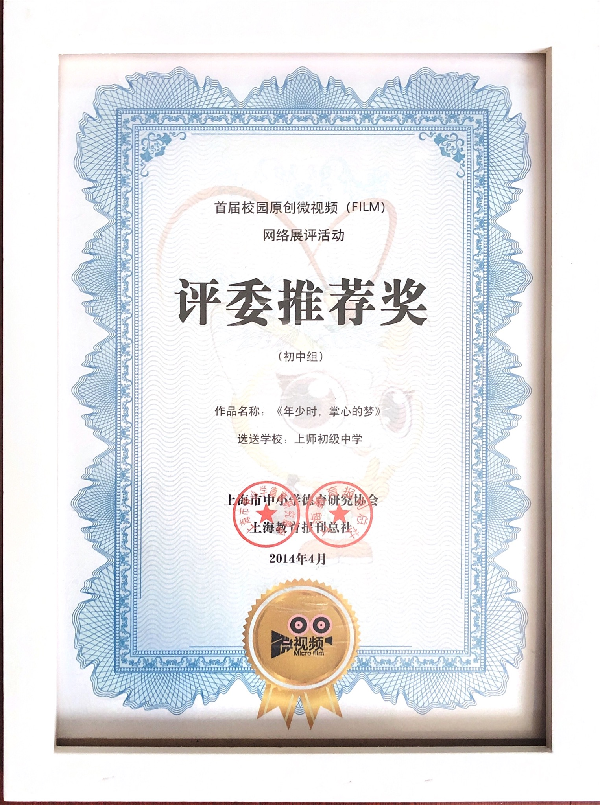 首届校园原创微视频（FILM）
网络展评活动
评委推荐奖
（初中组）
作品名称：《年少时，掌心的梦》
选送学校：上师初级中学
上海市中小学德育研究协会
上海教育报刊总社
2014年4月
微视频
Micro film